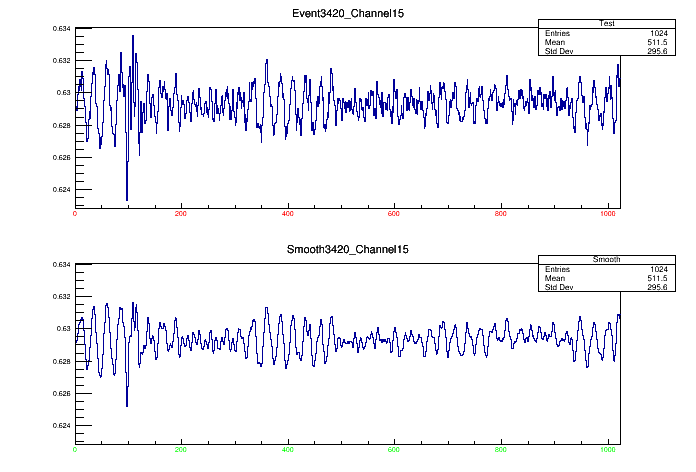 Event3420_Channel15
Test
Entries 1024
Mean 511.5
Std Dev 295.6
0.634
0.632
0.63
0.628
0.626
0.624
0 200 400 600 800 1000
Smooth3420_Channel15
Smooth
Entries 1024
Mean 511.5
Std Dev 295.6
0.634
0.632
0.63
0.628
0.626
0.624
0 200 400 600 800 1000